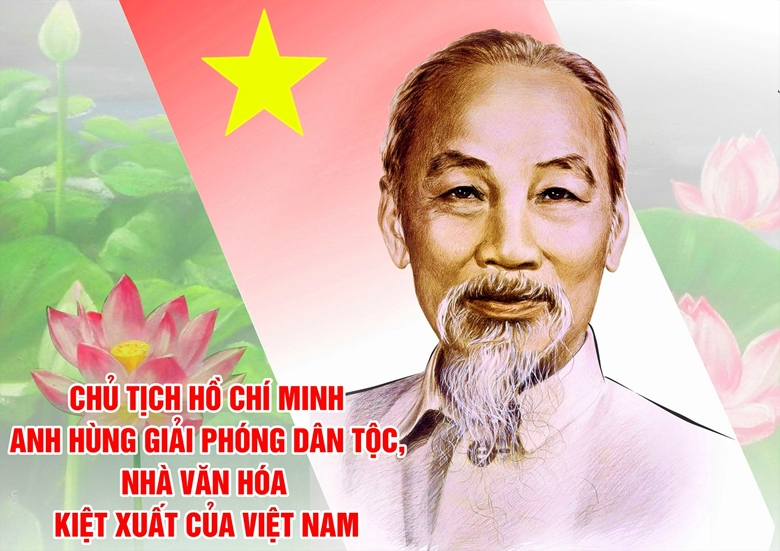 CHỦ TỊCH HỒ CHÍ MINH
ANH HÙNG GIẢI PHÓNG DÂN TỘC,
NHÀ VĂN HÓA
KIỆT XUẤT CỦA VIỆT NAM